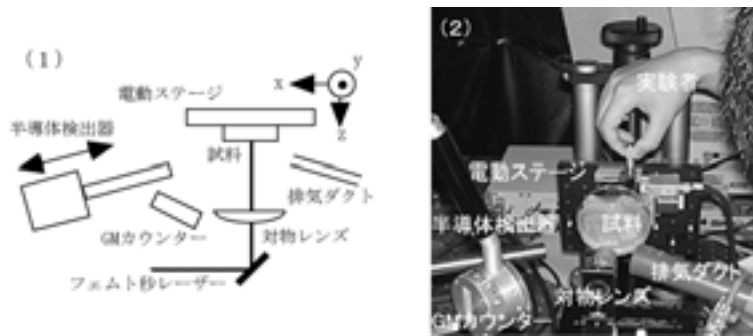 （1）
x
y
z
電動ステージ
半導体検出器
試料
排気ダクト
GMカウンター
対物レンズ
フェムト秒レーザー
（2）
実験者
電動ステージ
半導体検出器
試料
排気ダクト
対物レンズ
GMカウンター